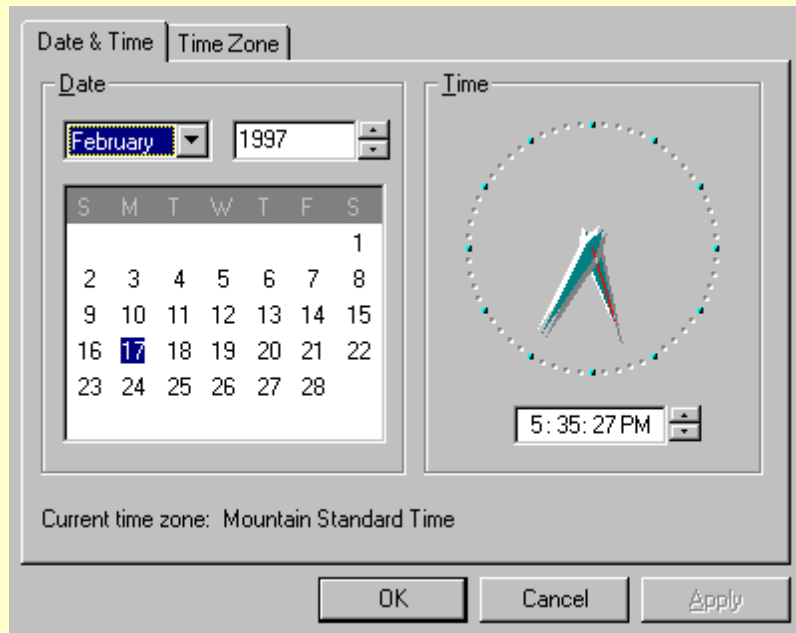 Date & Time Time Zone
Date
Time
February 1997
S M T W T F S
1
2 3 4 5 6 7 8
9 10 11 12 13 14 15
16 17 18 19 20 21 22
23 24 25 26 27 28
5:35:27 PM
Current time zone: Mountain Standard Time
OK Cancel Apply